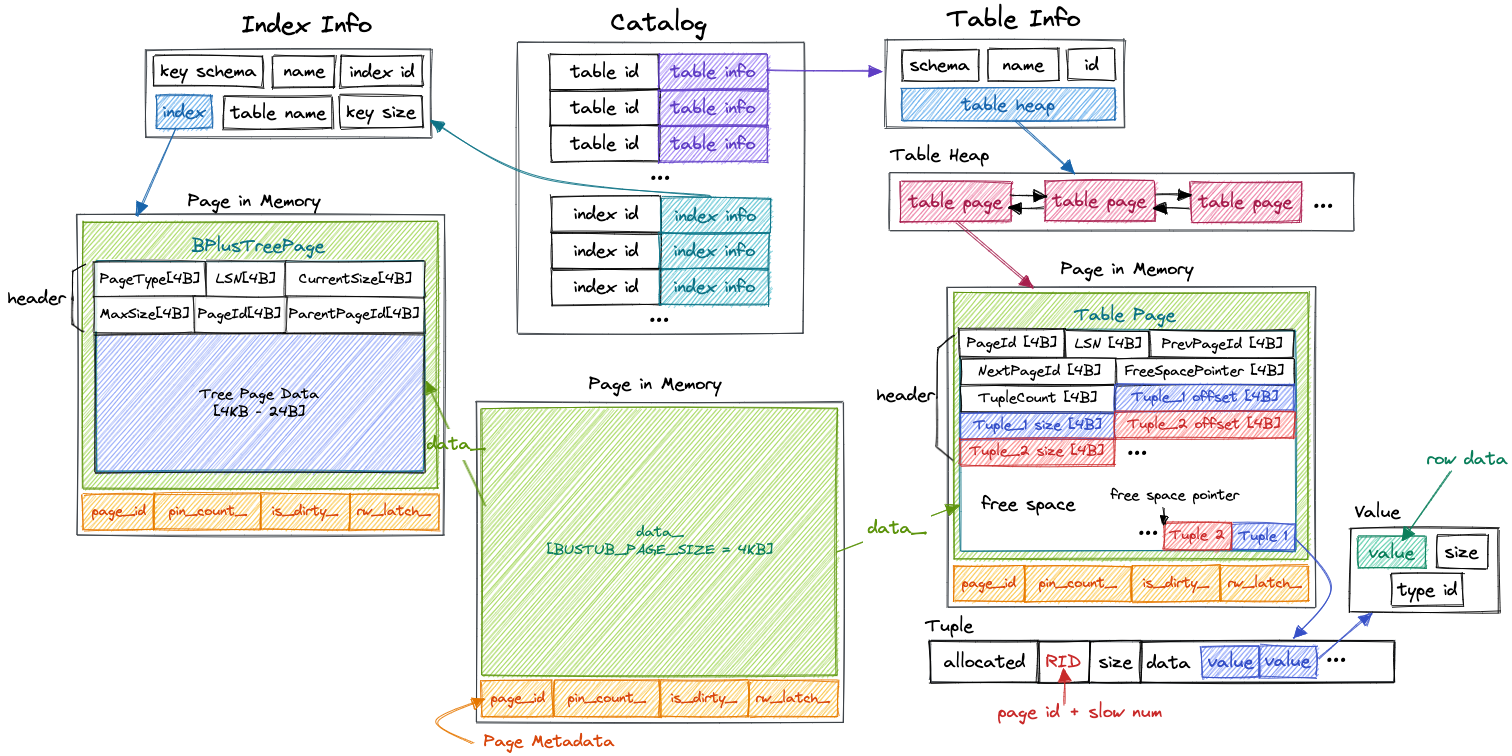 Index Info
key schema name index id
index table name key size
Catalog
table id table info
table id table info
table id table info
...
index id index info
index id index info
index id index info
...
Table Info
schema name id
table heap
Table Heap
table page table page table page ...
Page in Memory
BPlusTreePage
header
PageType[4B] LSN[4B] CurrentSize[4B]
MaxSize[4B] PageId[4B] ParentPageId[4B]
Tree Page Data
[4KB - 24B]
page_id pin_count_ is_dirty_ rw_latch_
data_
Page in Memory
data_
[BUSTUB_PAGE_SIZE = 4KB]
page_id pin_count_ is_dirty_ rw_latch_
Page Metadata
data_
Page in Memory
Table Page
header
PageId [4B] LSN [4B] PrevPageId [4B]
NextPageId [4B] FreeSpacePointer [4B]
TupleCount [4B] Tuple_1 offset [4B]
Tuple_1 size [4B] Tuple_2 offset [4B]
Tuple_2 size [4B] ...
free space
free space pointer
... Tuple 2 Tuple 1
page_id pin_count_ is_dirty_ rw_latch_
row data
Value
value size
type id
Tuple
allocated RID size data value value ...
page id + slow num